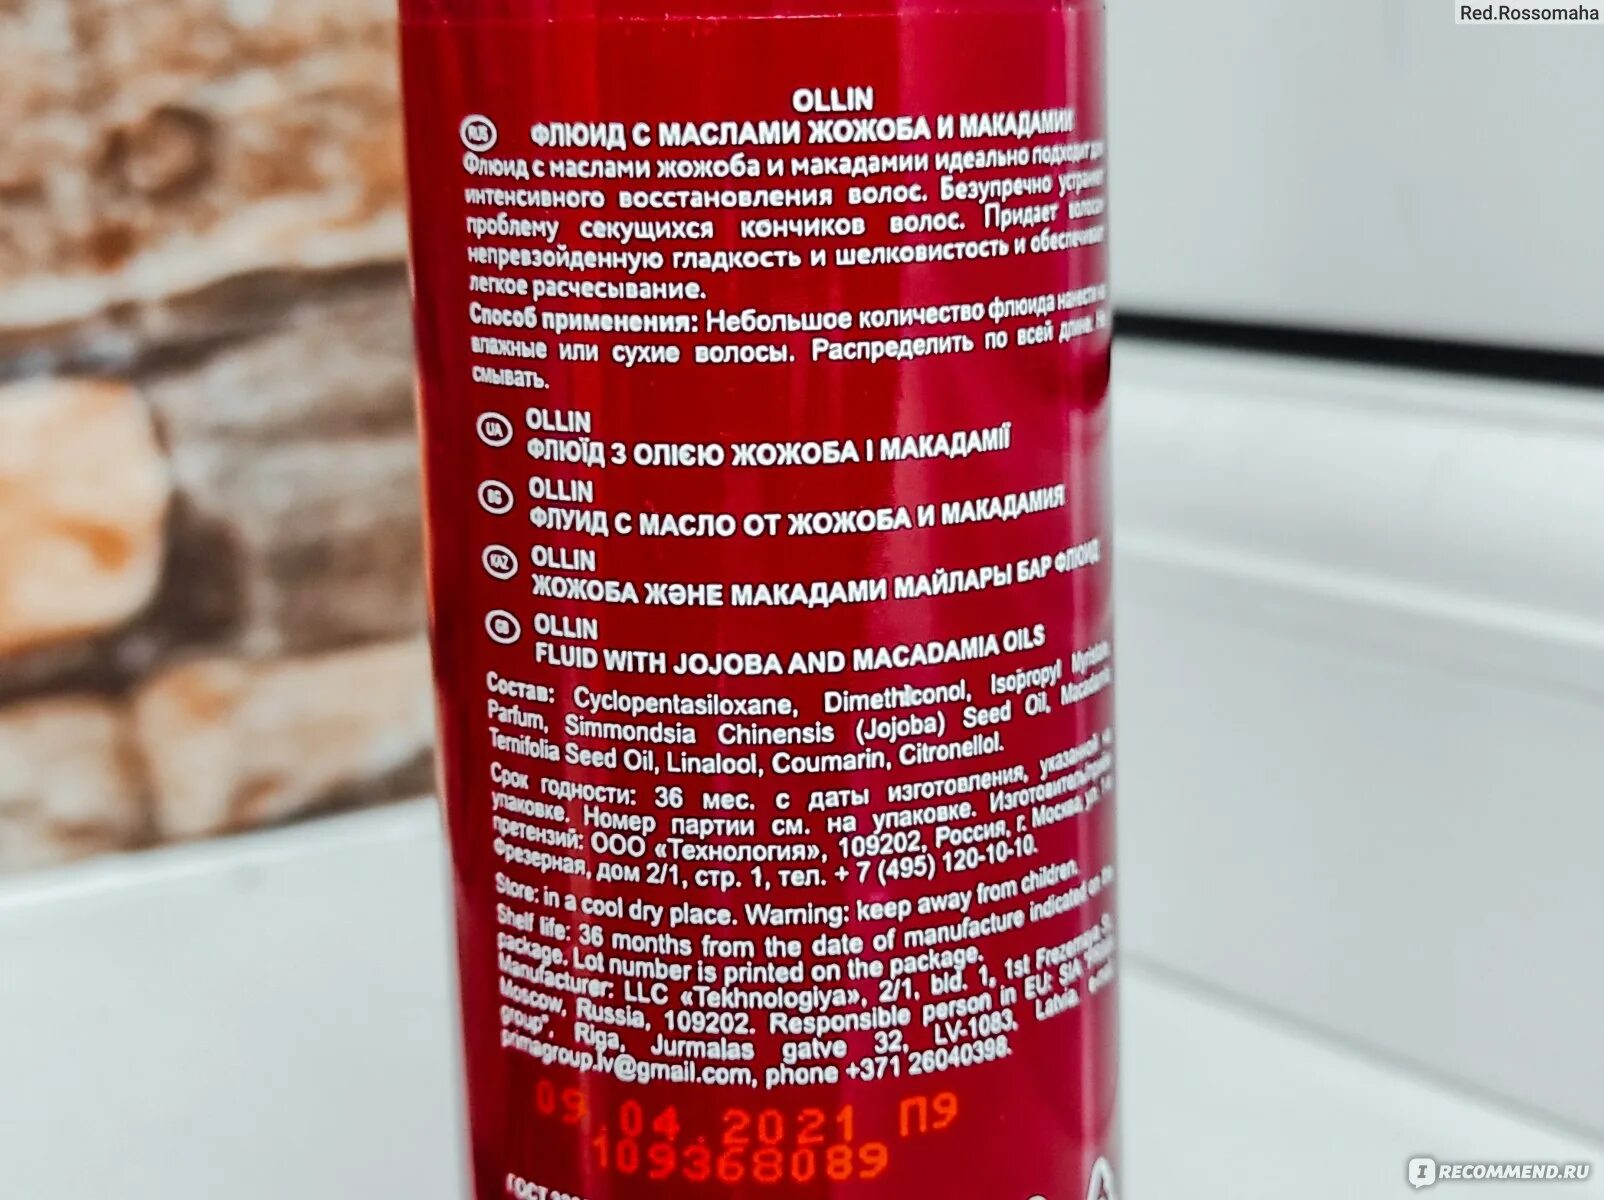 Red.Rossomaha
OLLIN
RUS ФЛЮИД С МАСЛАМИ ЖОЖОБА И МАКАДАМИИ
Флюид с маслами жожоба и макадамии идеально подходит для
интенсивного восстановления волос. Безупречно устраняет
проблему секущихся кончиков волос. Придает волосам
непревзойденную гладкость и шелковистость и обеспечивает
легкое расчесывание.
Способ применения: Небольшое количество флюида нанести на
влажные или сухие волосы. Распределить по всей длине. Не
смывать.
UA OLLIN
ФЛЮЇД З ОЛІЄЮ ЖОЖОБА І МАКАДАМІЇ
BG OLLIN
ФЛУИД С МАСЛО ОТ ЖОЖОБА И МАКАДАМИЯ
KAZ OLLIN
ЖОЖОБА ЖӘНЕ МАКАДАМИ МАЙЛАРЫ БАР ФЛЮИД
GB OLLIN
FLUID WITH JOJOBA AND MACADAMIA OILS
Состав: Cyclopentasiloxane, Dimethiconol, Isopropyl Myristate,
Parfum, Simmondsia Chinensis (Jojoba) Seed Oil, Macadamia
Ternifolia Seed Oil, Linalool, Coumarin, Citronellol.
Срок годности: 36 мес. с даты изготовления, указанной на
упаковке. Номер партии см. на упаковке. Изготовитель/прием
претензий: ООО «Технология», 109202, Россия, г. Москва, ул. 1-я
Фрезерная, дом 2/1, стр. 1, тел. + 7 (495) 120-10-10.
Store: in a cool dry place. Warning: keep away from children.
Shelf life: 36 months from the date of manufacture indicated on the
package. Lot number is printed on the package.
Manufacturer: LLC «Tekhnologiya», 2/1, bld. 1, 1st Frezernaya St.,
Moscow, Russia, 109202. Responsible person in EU: SIA "PRIMA
group", Riga, Jurmalas gatve 32, LV-1083, Latvia,
primagroup.lv@gmail.com, phone +371 26040398.
09.04.2021 П9
109368089
ГОСТ
IRECOMMEND.RU